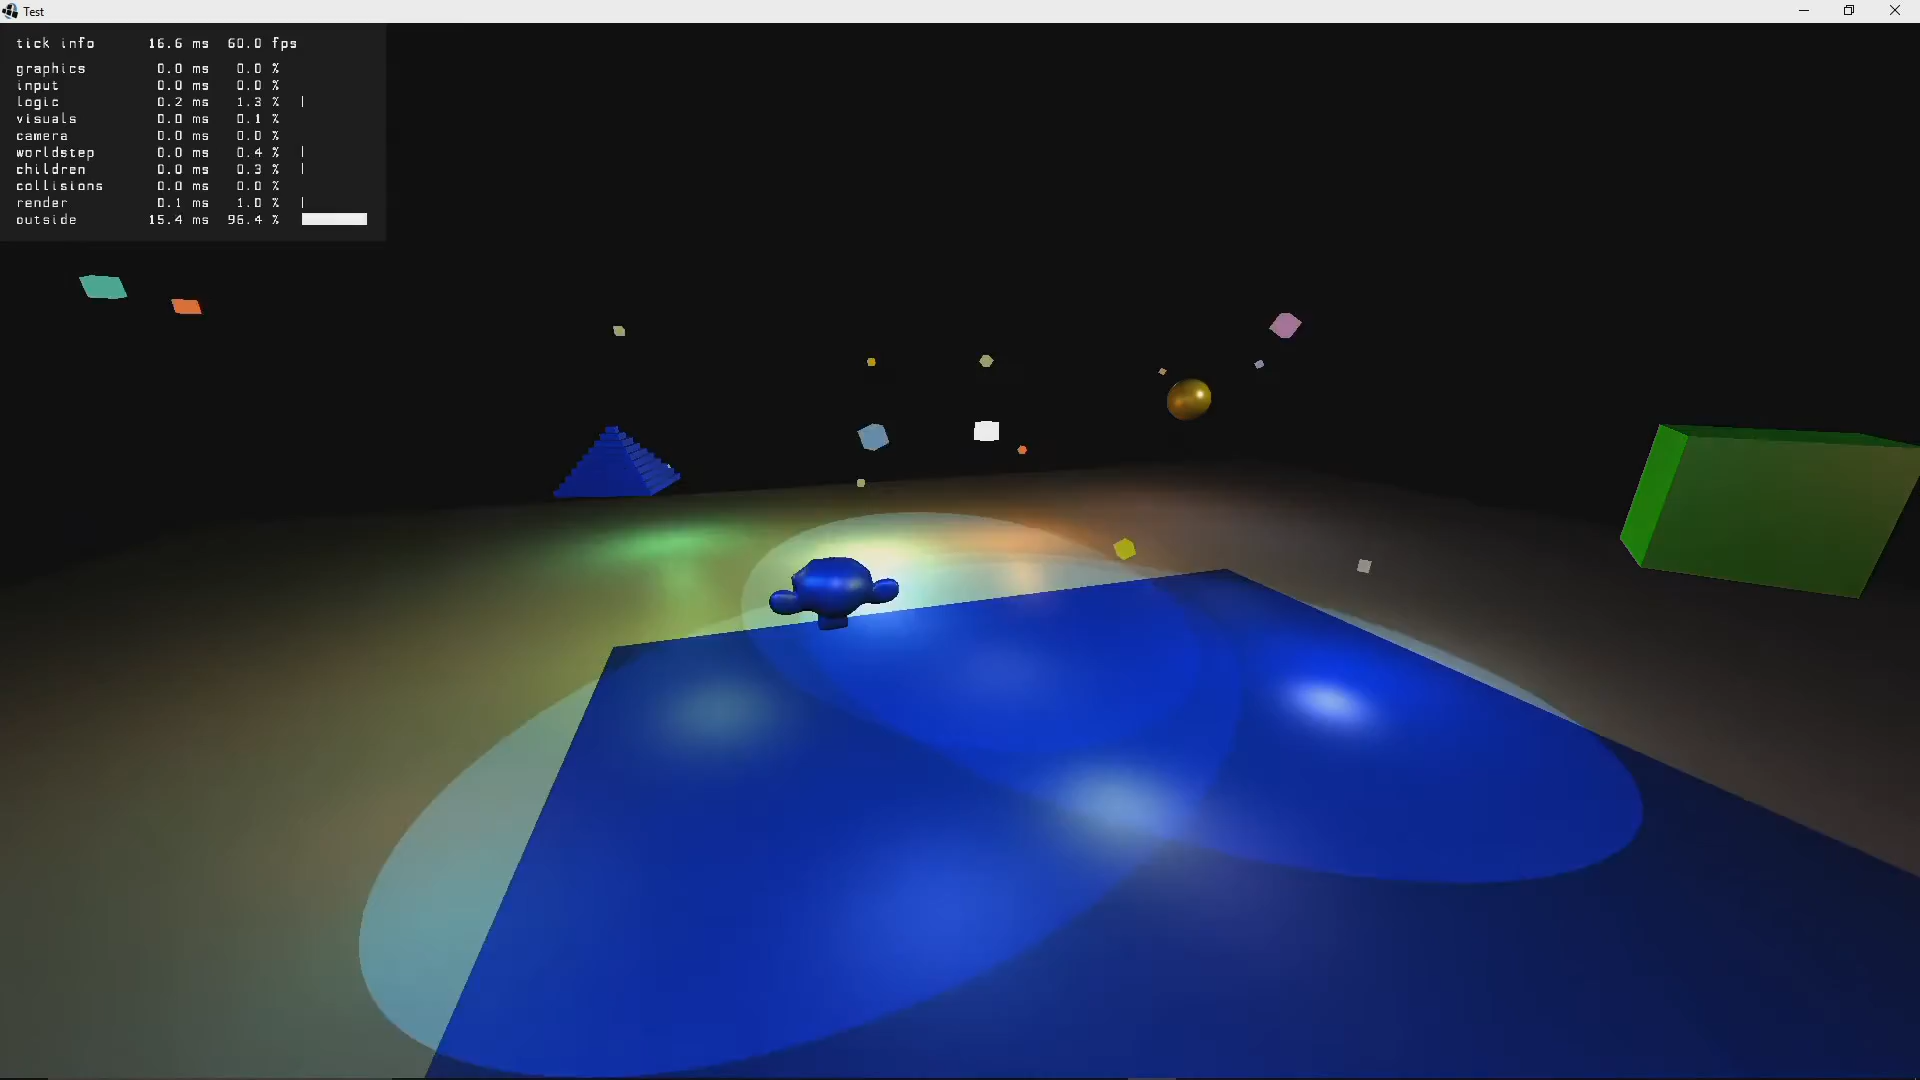 Test
tick info 16.6 ms 60.0 fps
graphics 0.0 ms 0.0 %
input 0.0 ms 0.0 %
logic 0.2 ms 1.3 %
visuals 0.0 ms 0.1 %
camera 0.0 ms 0.0 %
worldstep 0.0 ms 0.4 %
children 0.0 ms 0.3 %
collisions 0.0 ms 0.0 %
render 0.1 ms 1.0 %
outside 15.4 ms 96.4 %